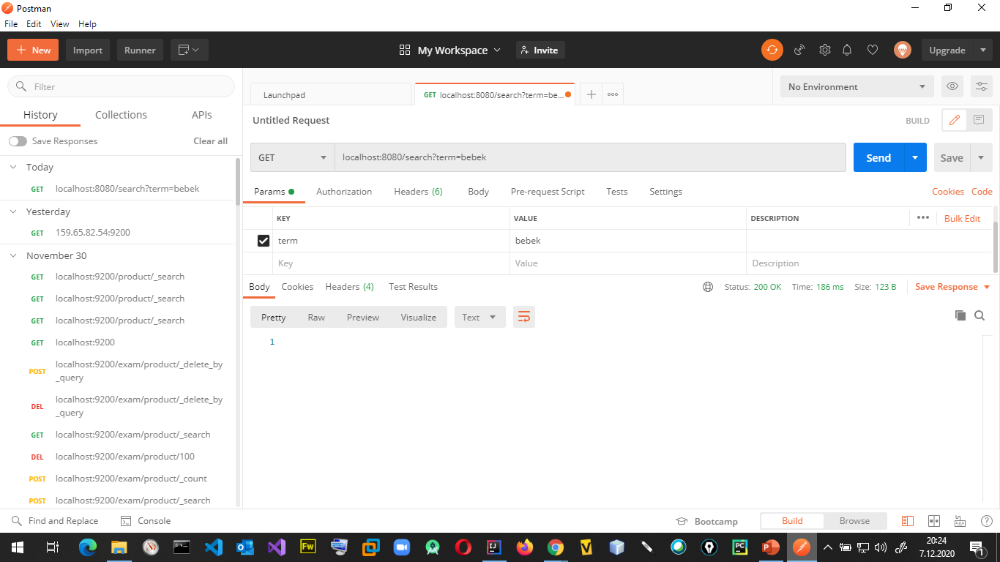 Postman
File Edit View Help
New Import Runner My Workspace Invite Upgrade
Filter
History Collections APIs
Save Responses Clear all
Today
GET localhost:8080/search?term=bebek
Yesterday
GET 159.65.82.54:9200
November 30
GET localhost:9200/product/_search
GET localhost:9200/product/_search
GET localhost:9200/product/_search
GET localhost:9200
POST localhost:9200/exam/product/_delete_by
_query
DEL localhost:9200/exam/product/_delete_by
_query
GET localhost:9200/exam/product/_search
DEL localhost:9200/exam/product/100
POST localhost:9200/exam/product/_count
POST localhost:9200/exam/product/_search
Launchpad GET localhost:8080/search?term=be... No Environment
Untitled Request BUILD
GET localhost:8080/search?term=bebek Send Save
Params Authorization Headers (6) Body Pre-request Script Tests Settings Cookies Code
KEY VALUE DESCRIPTION ••• Bulk Edit
term bebek
Key Value Description
Body Cookies Headers (4) Test Results Status: 200 OK Time: 186 ms Size: 123 B Save Response
Pretty Raw Preview Visualize Text
1
Find and Replace Console Bootcamp Build Browse
Fw IJ PC P 20:24
7.12.2020 1